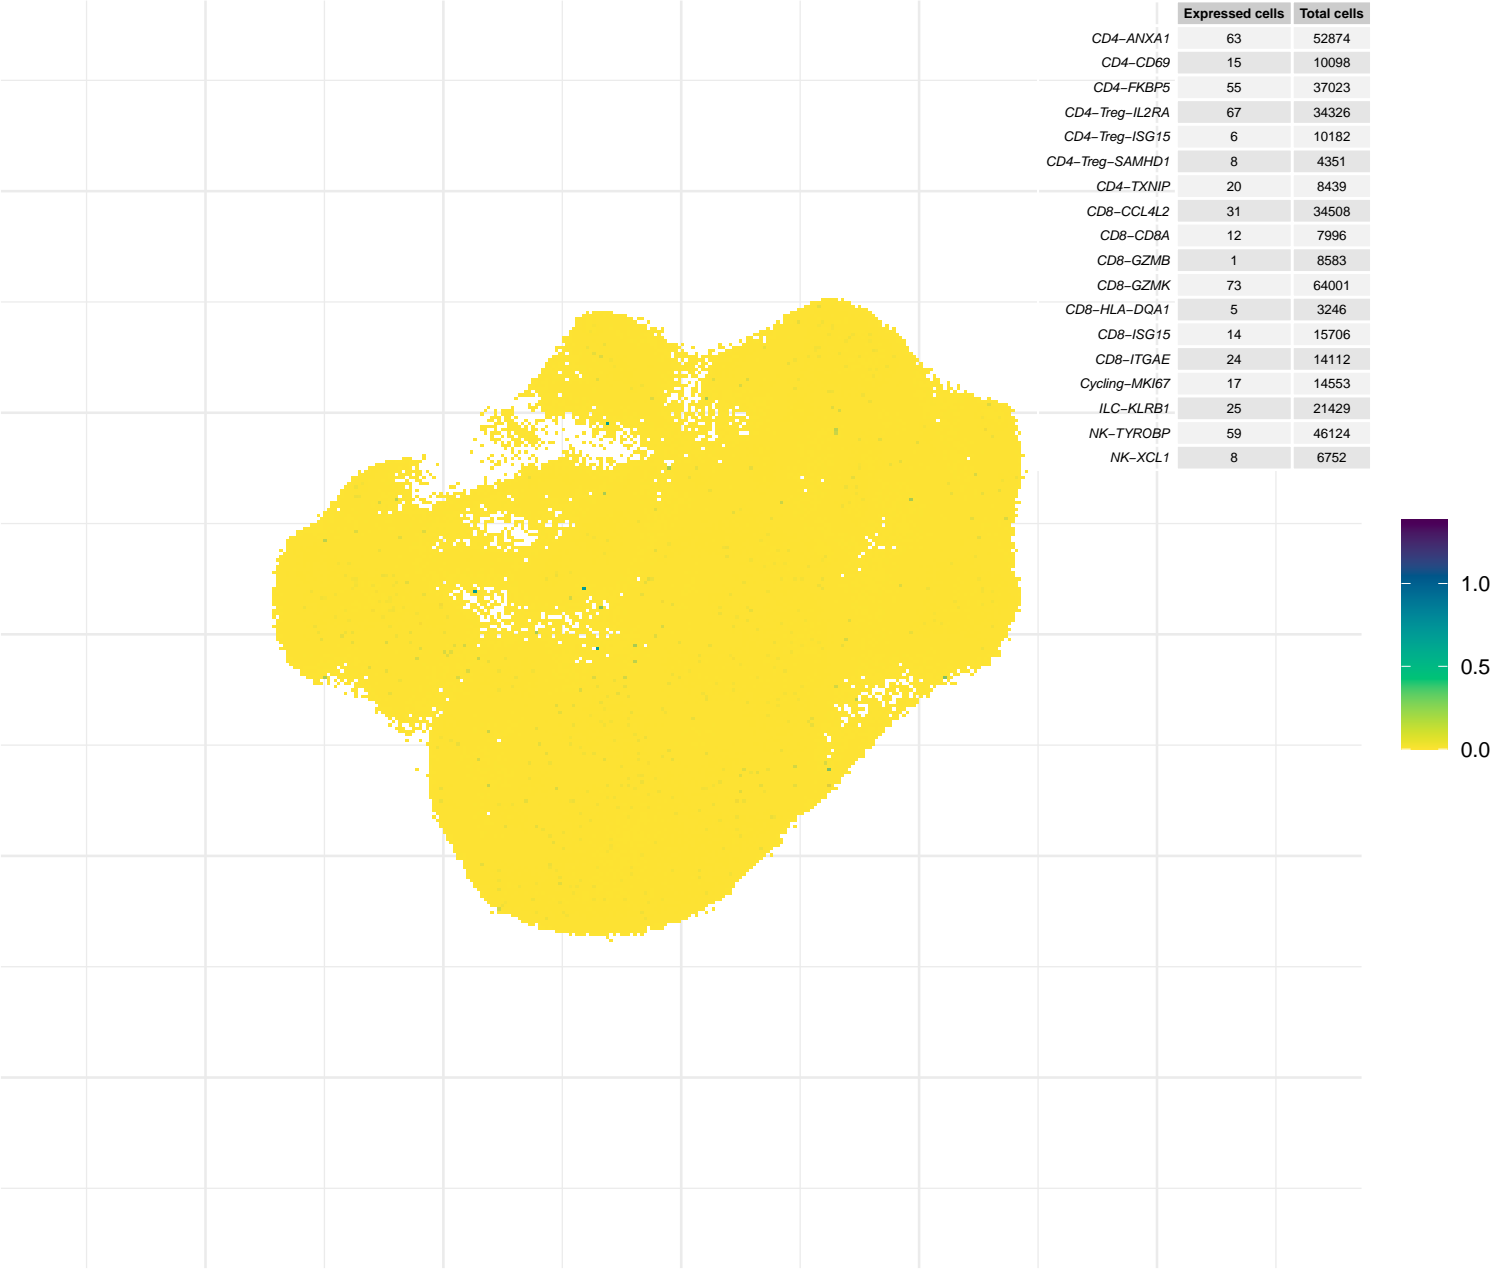 Expressed cells Total cells
CD4−ANXA1 63 52874
CD4−CD69 15 10098
CD4−FKBP5 55 37023
CD4−Treg−IL2RA 67 34326
CD4−Treg−ISG15 6 10182
CD4−Treg−SAMHD1 8 4351
CD4−TXNIP 20 8439
CD8−CCL4L2 31 34508
CD8−CD8A 12 7996
CD8−GZMB 1 8583
CD8−GZMK 73 64001
CD8−HLA−DQA1 5 3246
CD8−ISG15 14 15706
CD8−ITGAE 24 14112
Cycling−MKI67 17 14553
ILC−KLRB1 25 21429
NK−TYROBP 59 46124
NK−XCL1 8 6752
1.0
0.5
0.0